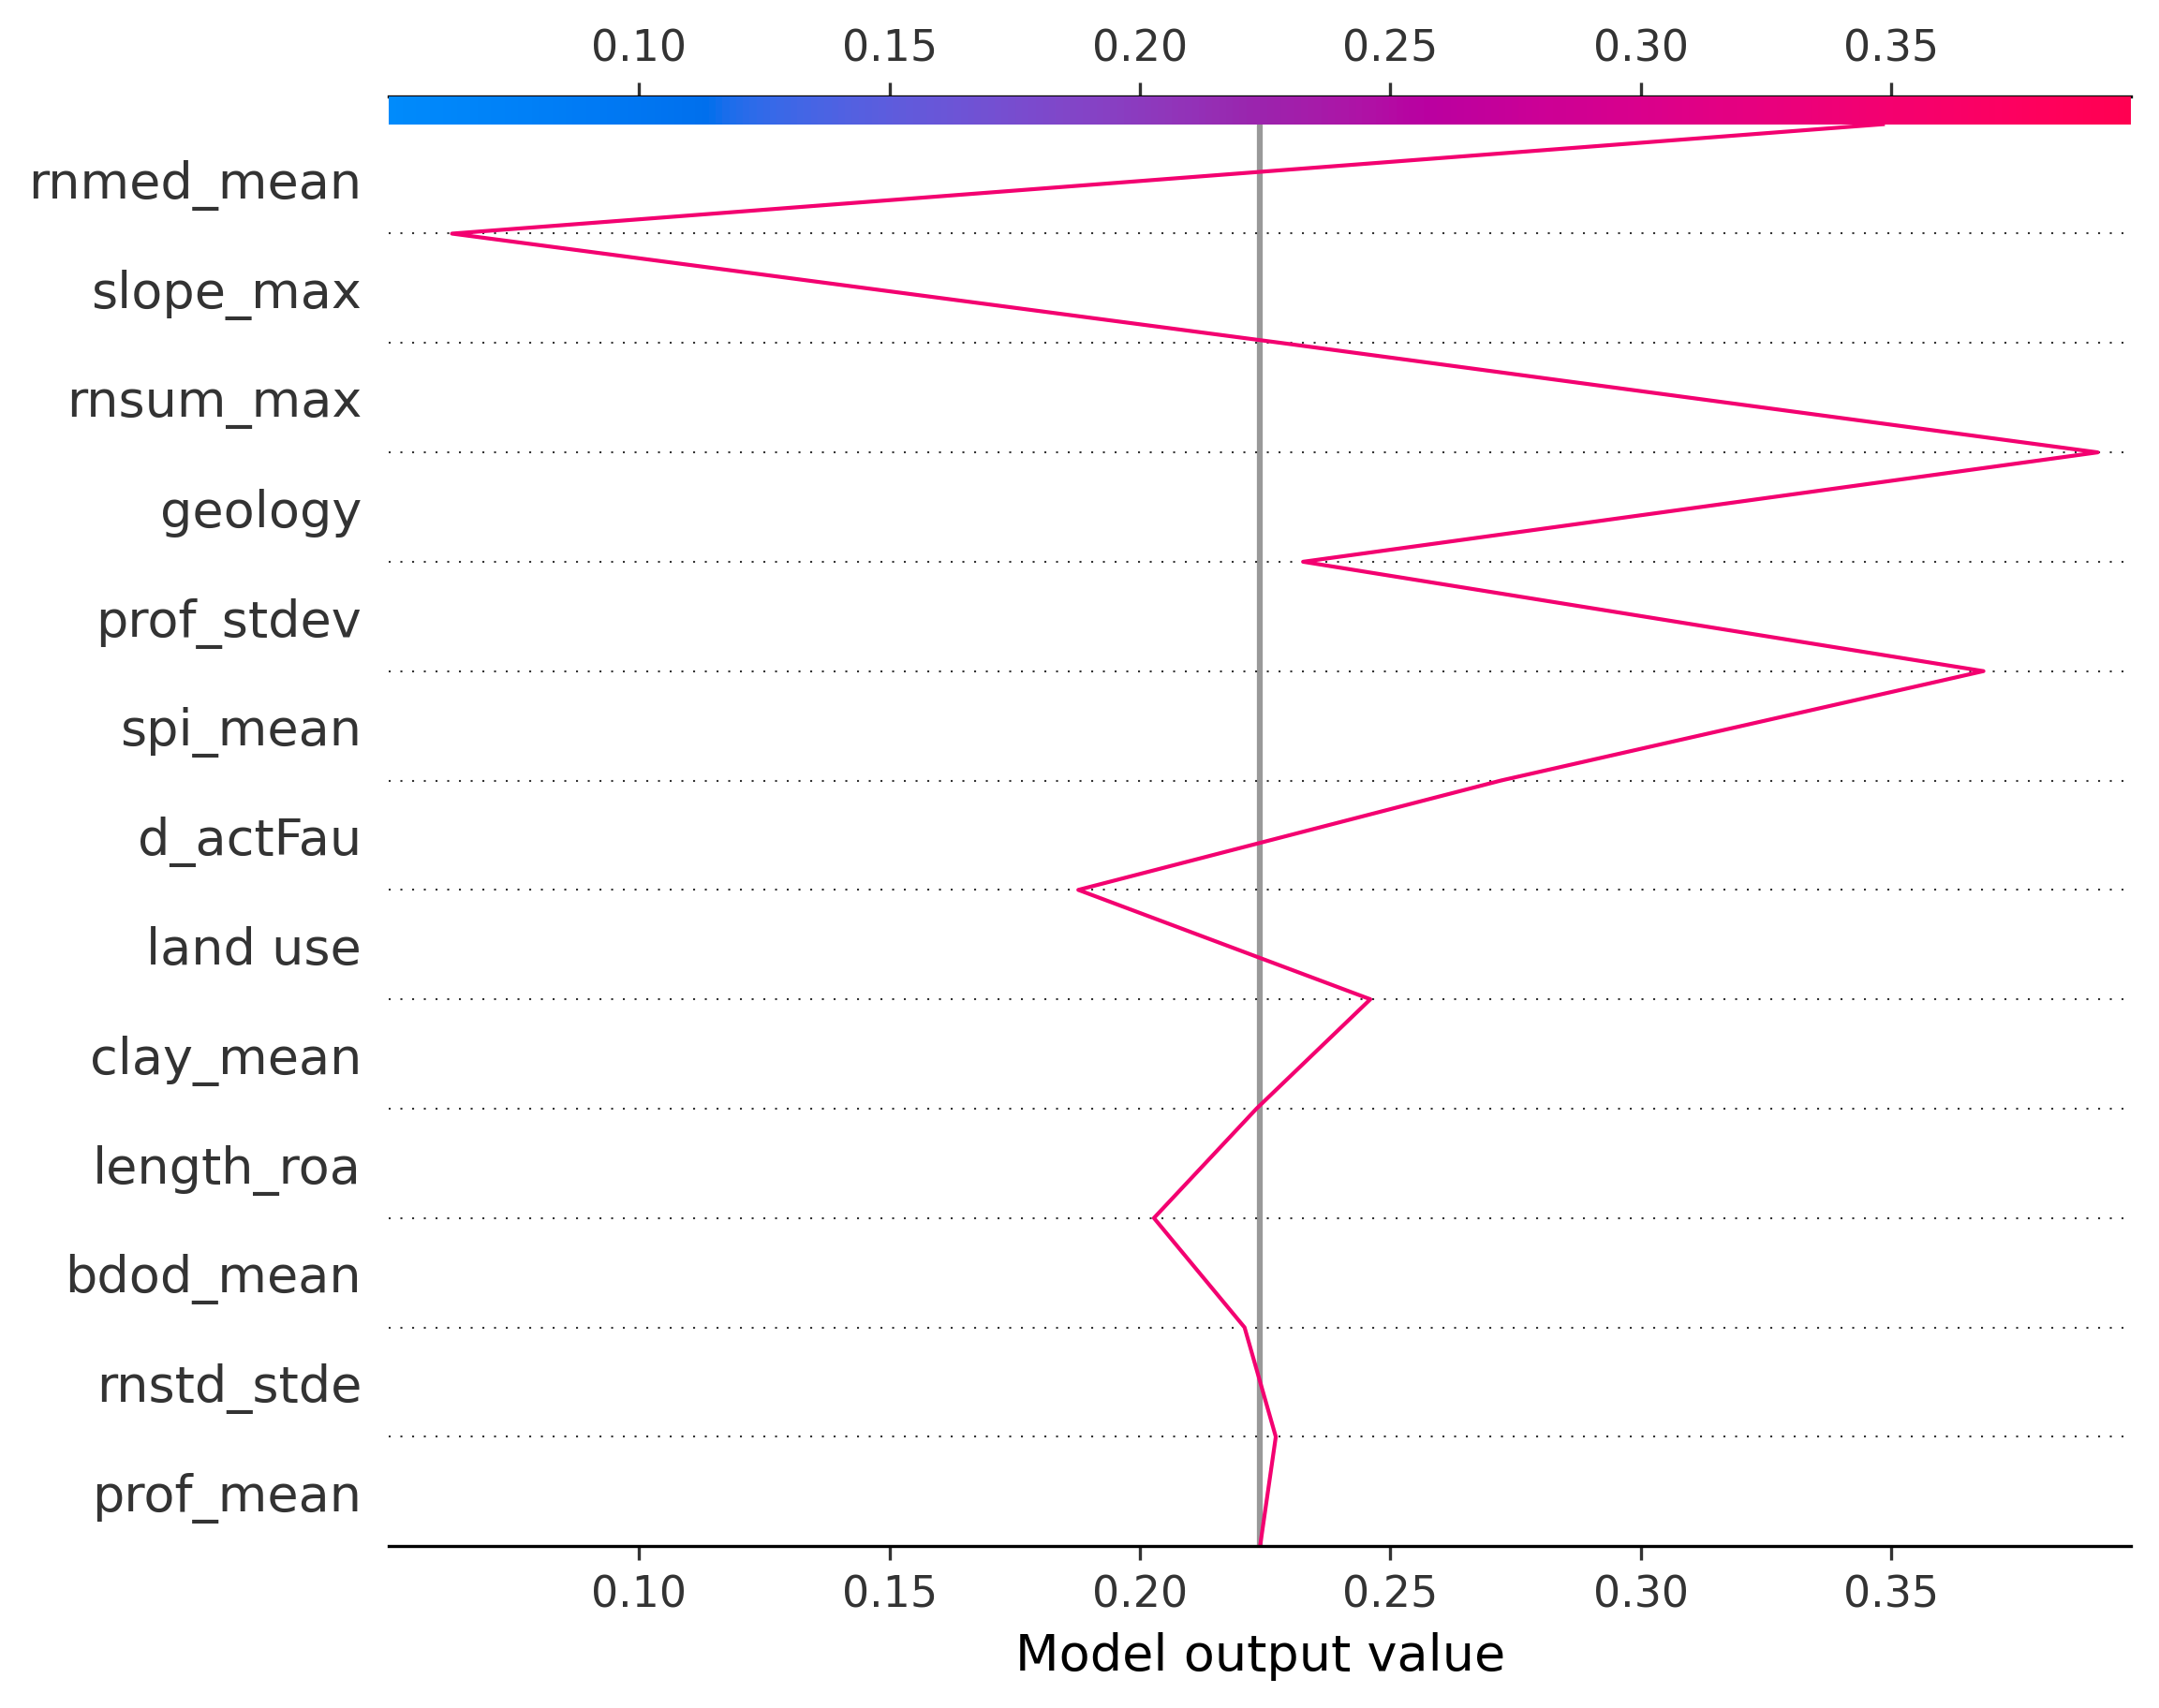 0.10 0.15 0.20 0.25 0.30 0.35
rnmed_mean
slope_max
rnsum_max
geology
prof_stdev
spi_mean
d_actFau
land use
clay_mean
length_roa
bdod_mean
rnstd_stde
prof_mean
0.10 0.15 0.20 0.25 0.30 0.35
Model output value